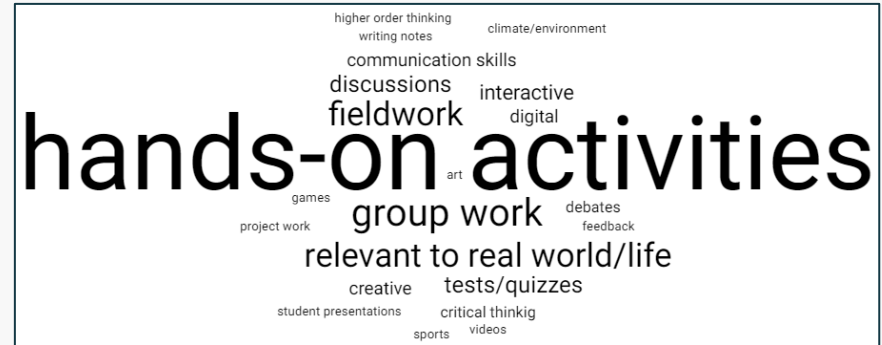 higher order thinking
climate/environment
writing notes
communication skills
discussions
interactive
fieldwork
digital
hands-on activities
art
games
group work
debates
project work
feedback
relevant to real world/life
creative
tests/quizzes
student presentations
critical thinkig
sports
videos